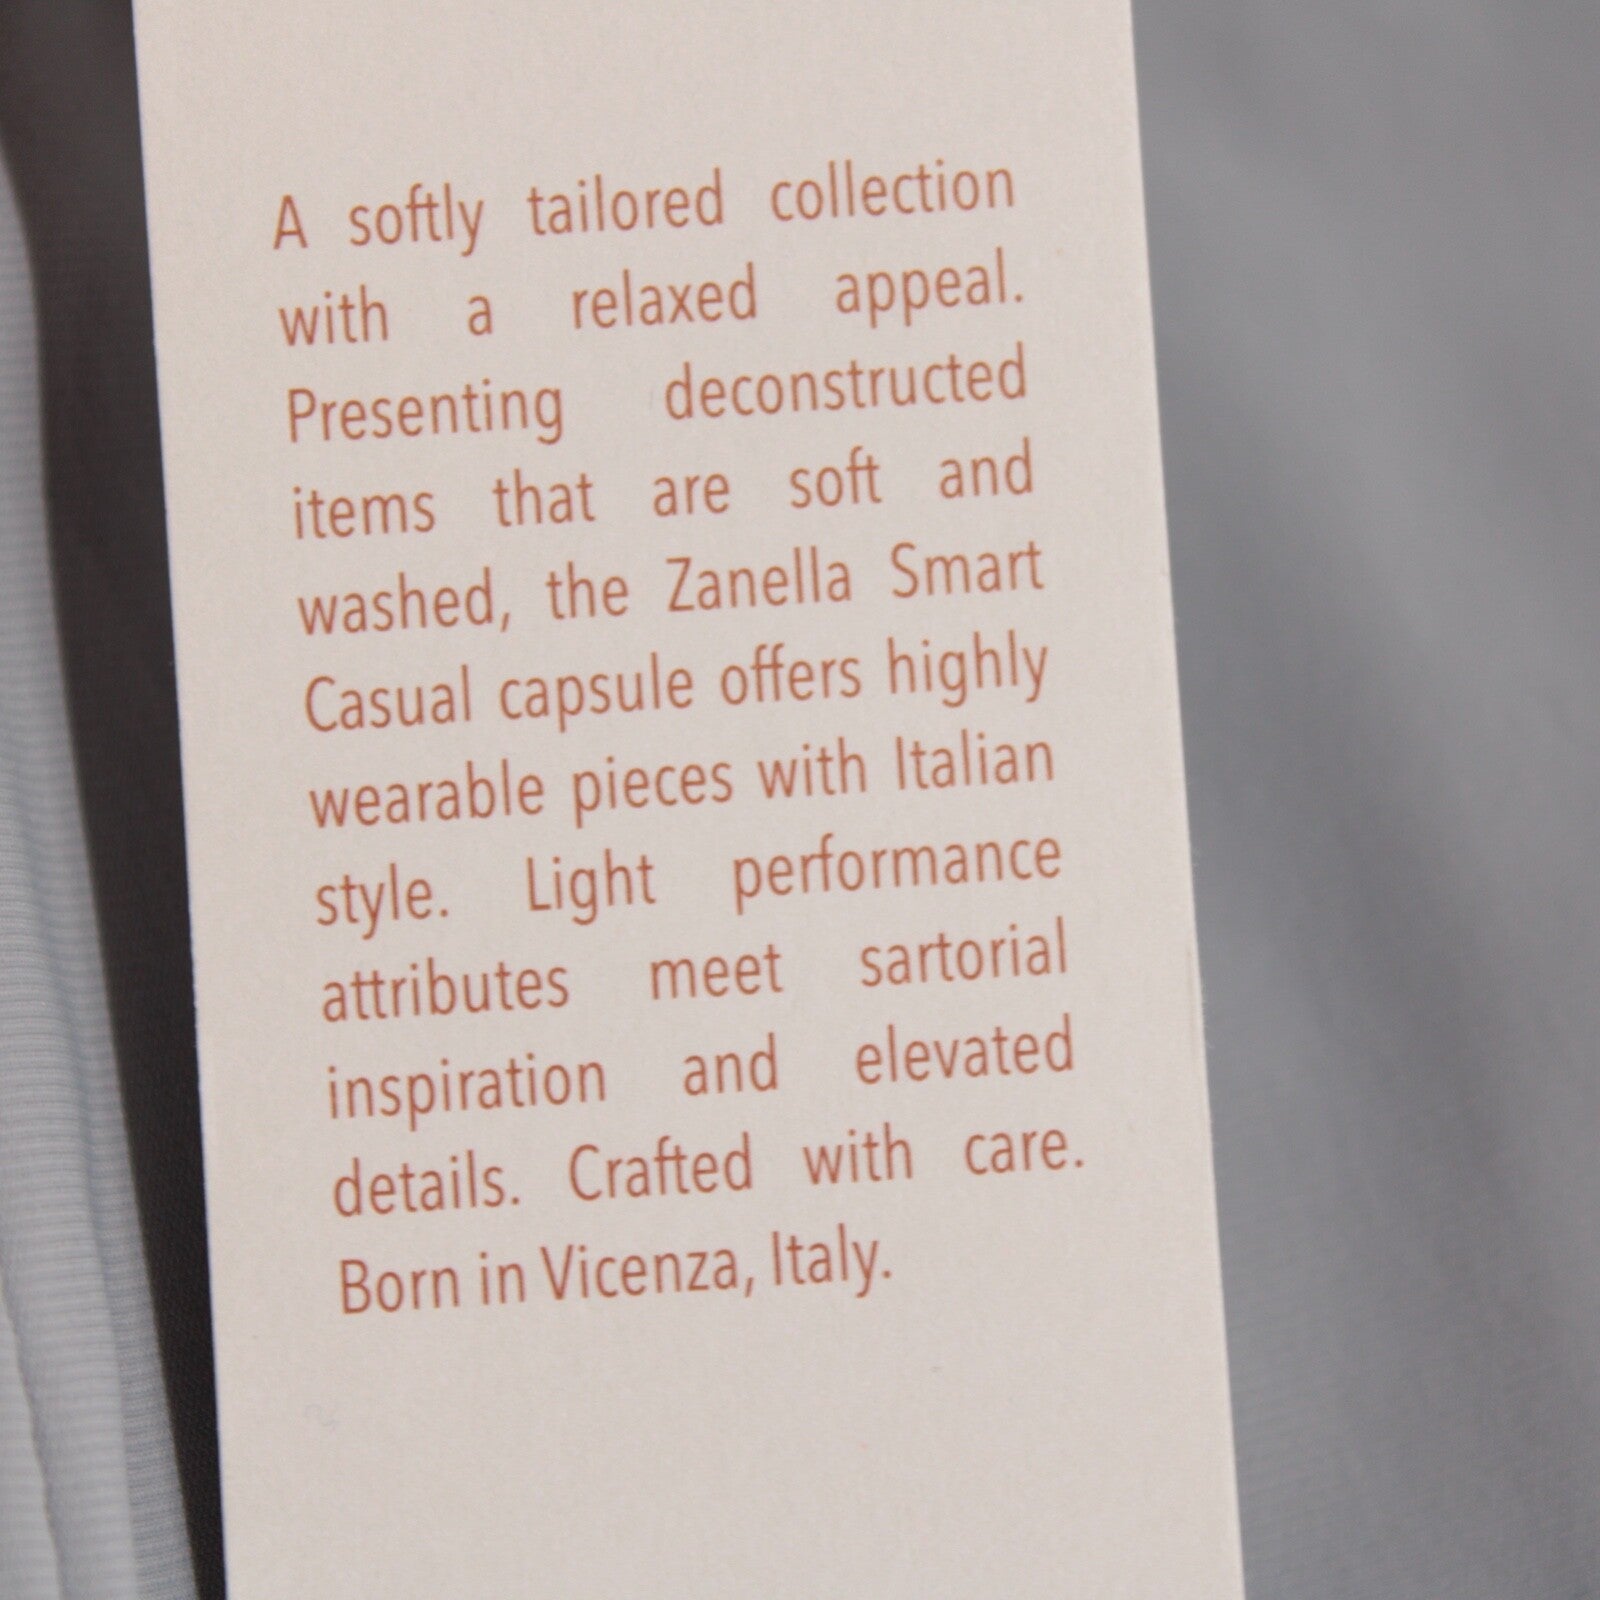 A softly tailored collection
with a relaxed appeal.
Presenting deconstructed
items that are soft and
washed, the Zanella Smart
Casual capsule offers highly
wearable pieces with Italian
style. Light performance
attributes meet sartorial
inspiration and elevated
details. Crafted with care.
Born in Vicenza, Italy.